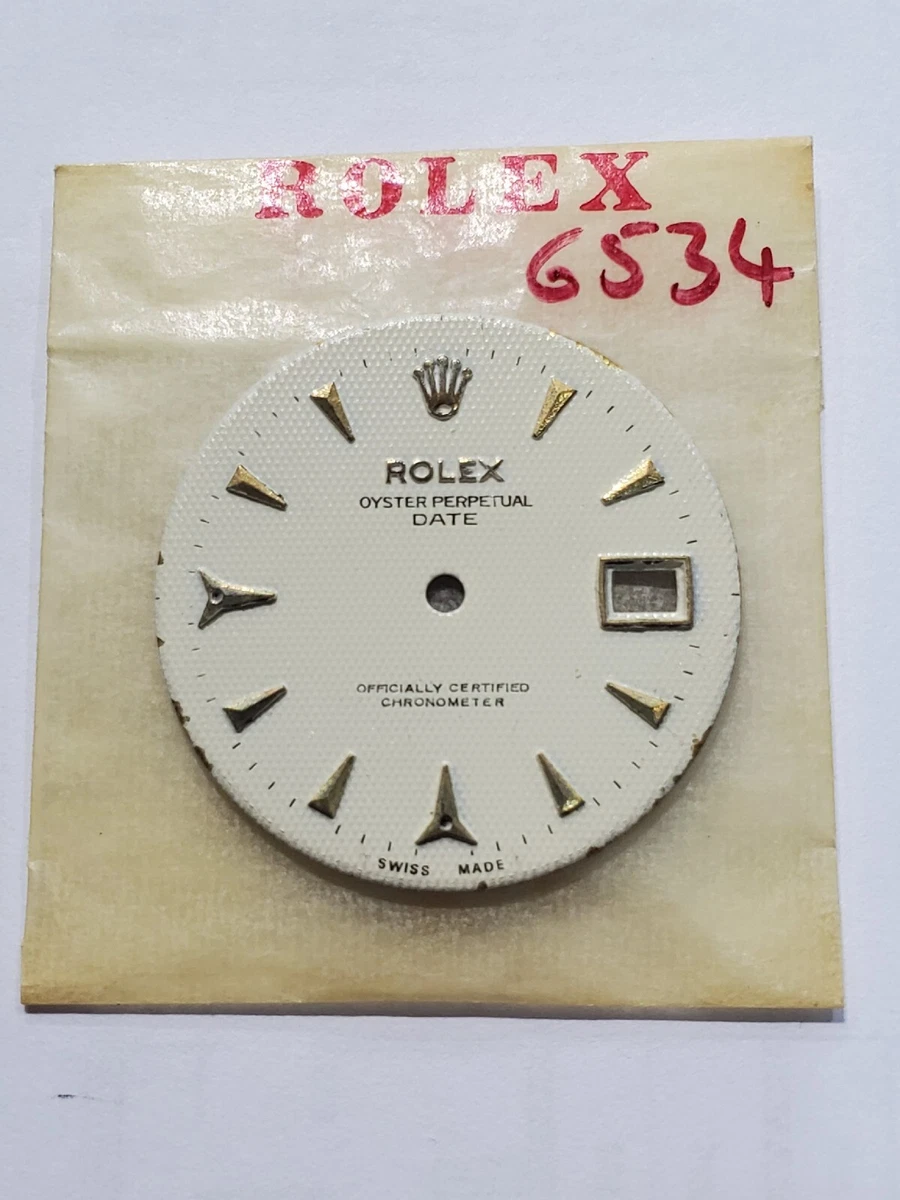 ROLEX
6534
ROLEX
OYSTER PERPETUAL
DATE
OFFICIALLY CERTIFIED
CHRONOMETER
SWISS MADE